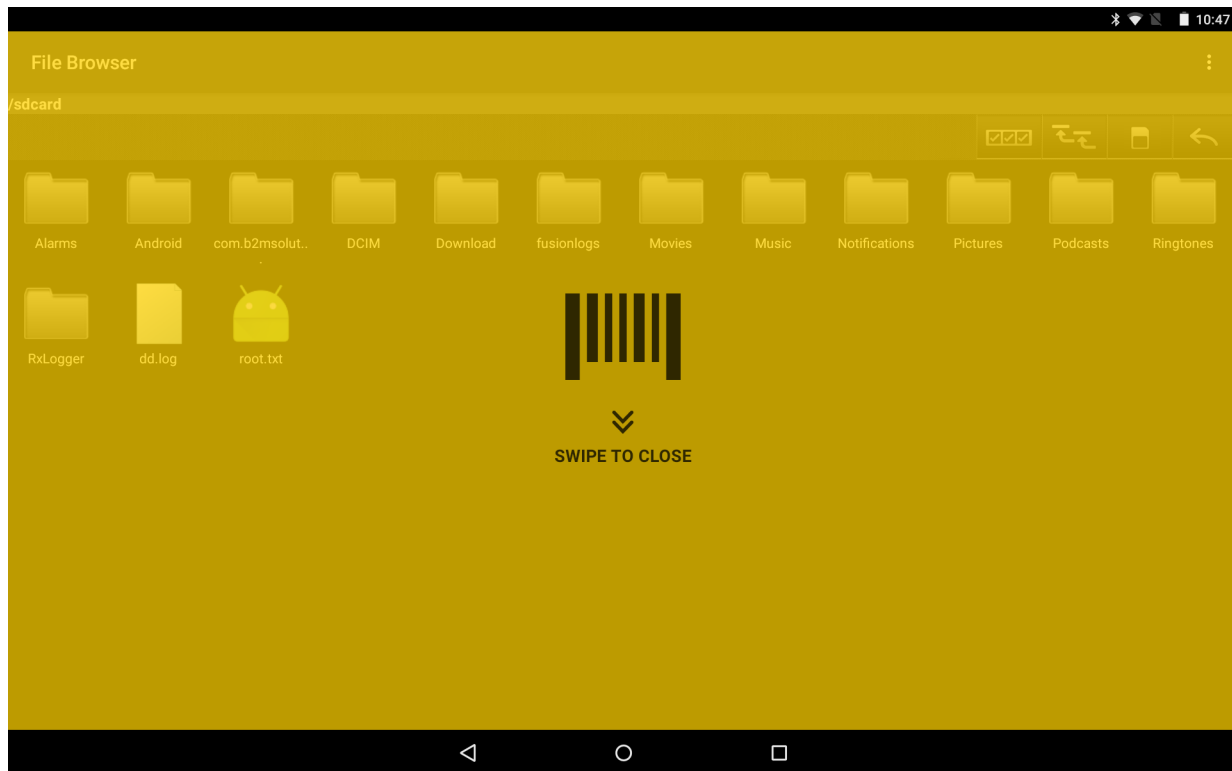 10:47
File Browser
/sdcard
Alarms Android com.b2msolut.. DCIM Download fusionlogs Movies Music Notifications Pictures Podcasts Ringtones
.
RxLogger dd.log root.txt
SWIPE TO CLOSE